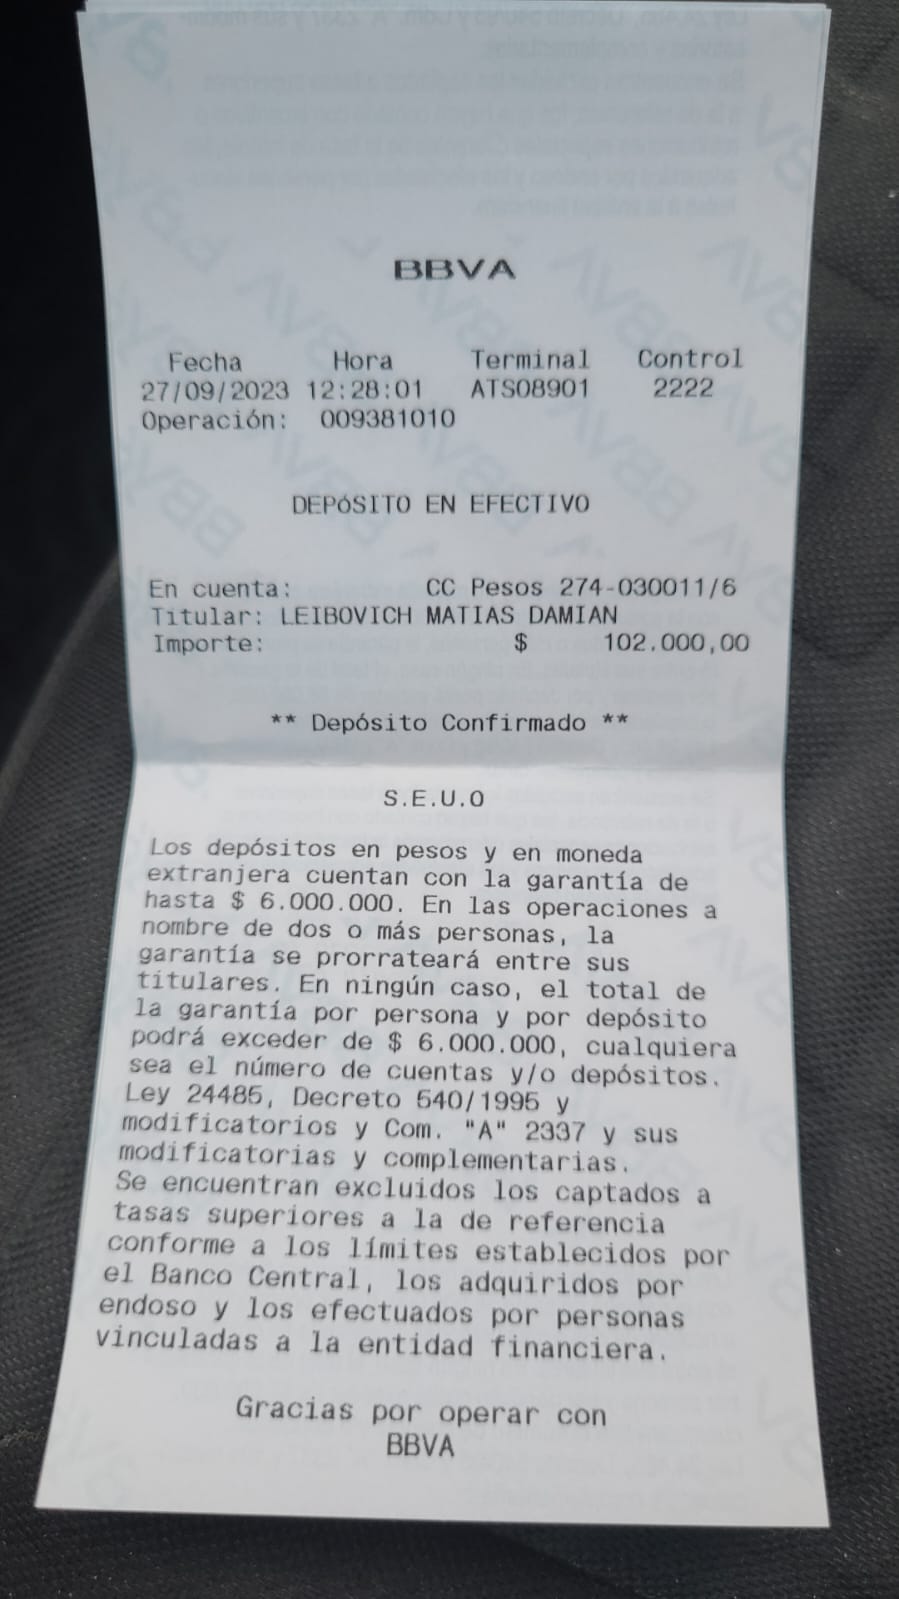 BBVA
Fecha Hora Terminal Control
27/09/2023 12:28:01 ATS08901 2222
Operación: 009381010
DEPóSITO EN EFECTIVO
En cuenta: CC Pesos 274-030011/6
Titular: LEIBOVICH MATIAS DAMIAN
Importe: $ 102.000,00
** Depósito Confirmado **
S.E.U.O
Los depósitos en pesos y en moneda
extranjera cuentan con la garantía de
hasta $ 6.000.000. En las operaciones a
nombre de dos o más personas, la
garantía se prorrateará entre sus
titulares. En ningún caso, el total de
la garantía por persona y por depósito
podrá exceder de $ 6.000.000, cualquiera
sea el número de cuentas y/o depósitos.
Ley 24485, Decreto 540/1995 y
modificatorios y Com. "A" 2337 y sus
modificatorias y complementarias.
Se encuentran excluidos los captados a
tasas superiores a la de referencia
conforme a los límites establecidos por
el Banco Central, los adquiridos por
endoso y los efectuados por personas
vinculadas a la entidad financiera.
Gracias por operar con
BBVA